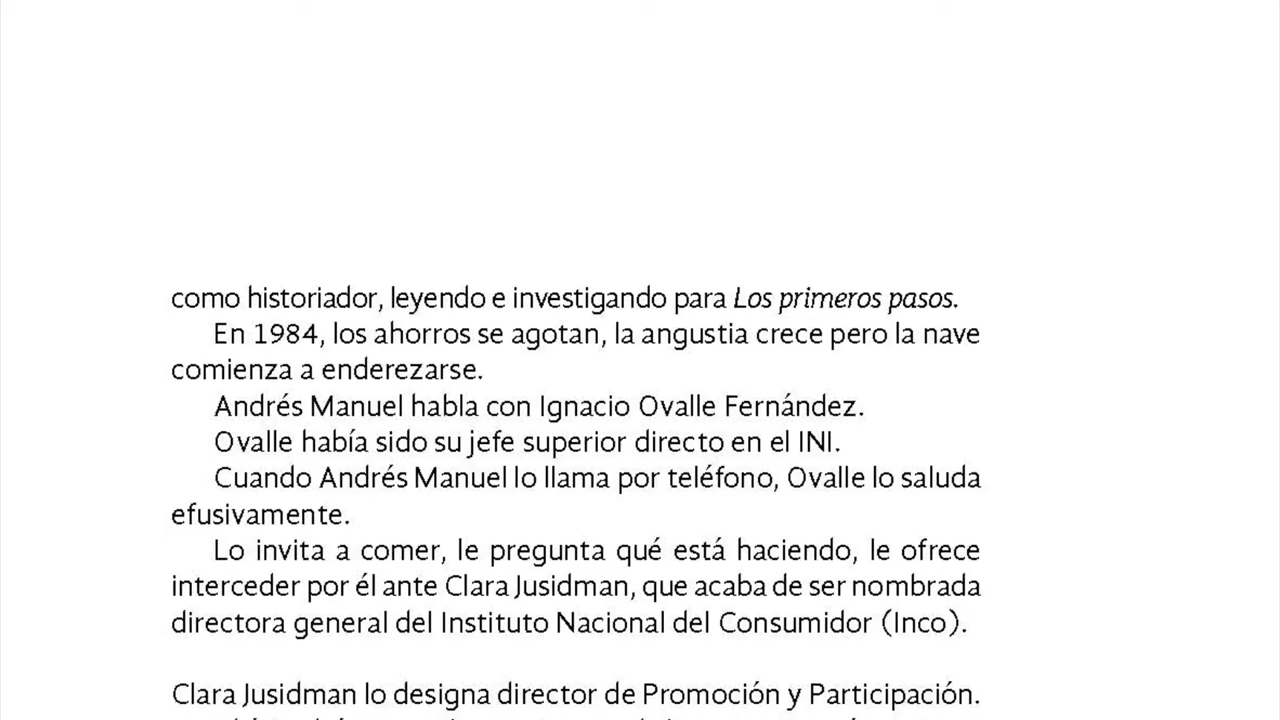 como historiador, leyendo e investigando para Los primeros pasos.
En 1984, los ahorros se agotan, la angustia crece pero la nave
comienza a enderezarse.
Andrés Manuel habla con Ignacio Ovalle Fernández.
Ovalle había sido su jefe superior directo en el INI.
Cuando Andrés Manuel lo llama por teléfono, Ovalle lo saluda
efusivamente.
Lo invita a comer, le pregunta qué está haciendo, le ofrece
interceder por él ante Clara Jusidman, que acaba de ser nombrada
directora general del Instituto Nacional del Consumidor (Inco).
Clara Jusidman lo designa director de Promoción y Participación.